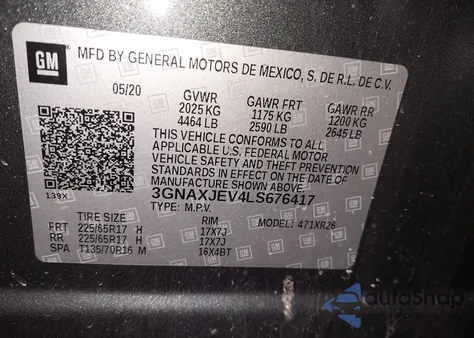 GM
MFD BY GENERAL MOTORS DE MEXICO, S. DE R.L. DE C.V.
05/20 GVWR GAWR FRT GAWR RR
2025 KG 1175 KG 1200 KG
4464 LB 2590 LB 2645 LB
THIS VEHICLE CONFORMS TO ALL
APPLICABLE U.S. FEDERAL MOTOR
VEHICLE SAFETY AND THEFT PREVENTION
STANDARDS IN EFFECT ON THE DATE OF
MANUFACTURE SHOWN ABOVE.
139X 3GNAXJEV4LS676417
TYPE: M.P.V. MODEL: 471XR26
TIRE SIZE RIM
FRT 225/65R17 H 17X7J
RR 225/65R17 H 17X7J
SPA T135/70R16 M 16X4BT
autoSnap